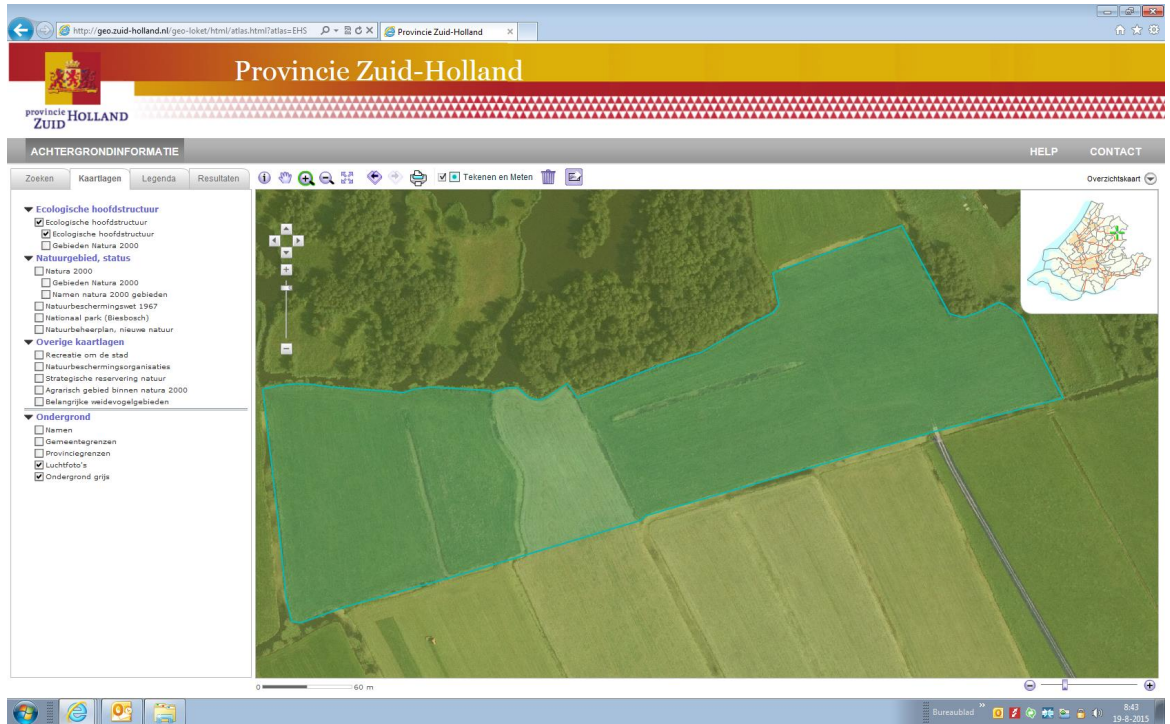 http://geo.zuid-holland.nl/geo-loket/html/atlas.html?atlas=EHS
Provincie Zuid-Holland
Provincie Zuid-Holland
provincie HOLLAND
ZUID
ACHTERGRONDINFORMATIE
HELP
CONTACT
Zoeken
Kaartlagen
Legenda
Resultaten
Tekenen en Meten
Overzichtskaart
Ecologische hoofdstructuur
Ecologische hoofdstructuur
Ecologische hoofdstructuur
Gebieden Natura 2000
Natuurgebied, status
Natura 2000
Gebieden Natura 2000
Namen natura 2000 gebieden
Natuurbeschermingswet 1967
Nationaal park (Biesbosch)
Natuurbeheerplan, nieuwe natuur
Overige kaartlagen
Recreatie om de stad
Natuurbeschermingsorganisaties
Strategische reservering natuur
Agrarisch gebied binnen natura 2000
Belangrijke weidevogelgebieden
Ondergrond
Namen
Gemeentegrenzen
Provinciegrenzen
Luchtfoto's
Ondergrond grijs
0
60 m
Bureaublad
8:43
19-8-2015